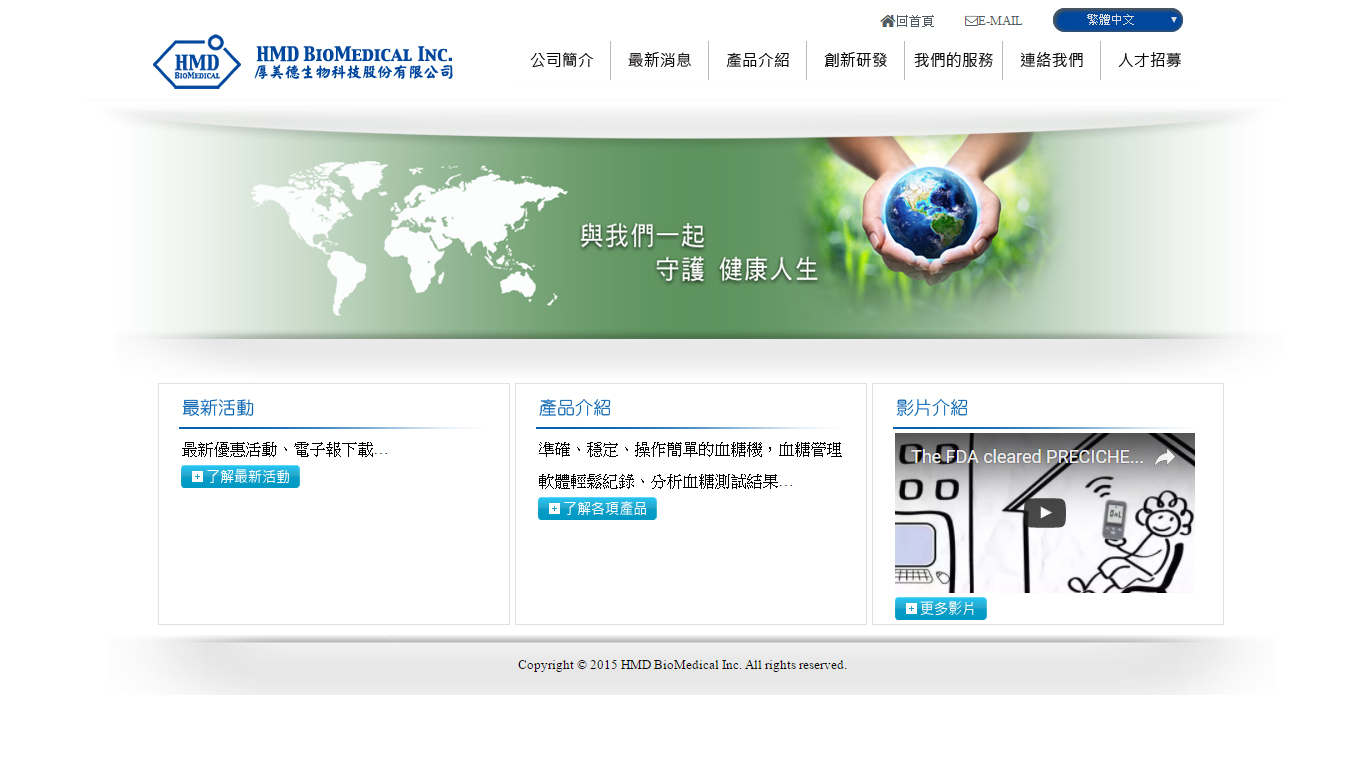 回首頁 E-MAIL 繁體中文
HMD BIOMEDICAL
HMD BIOMEDICAL INC.
厚美德生物科技股份有限公司
公司簡介 最新消息 產品介紹 創新研發 我們的服務 連絡我們 人才招募
與我們一起
守護 健康人生
最新活動
最新優惠活動、電子報下載...
了解最新活動
產品介紹
準確、穩定、操作簡單的血糖機，血糖管理
軟體輕鬆紀錄、分析血糖測試結果...
了解各項產品
影片介紹
The FDA cleared PRECICHE...
更多影片
Copyright © 2015 HMD BioMedical Inc. All rights reserved.